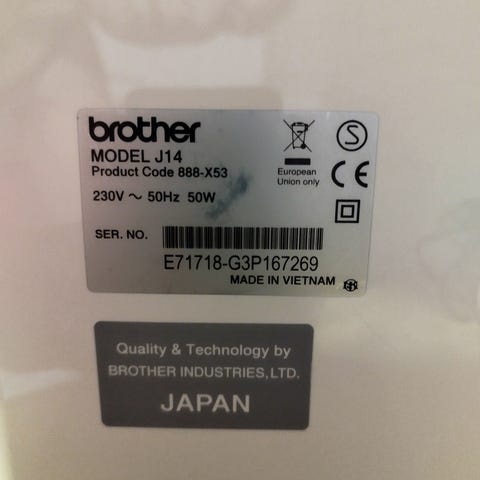 brother
MODEL J14
Product Code 888-X53
230V ~ 50Hz 50W
European
Union only
S
CE
SER. NO.
E71718-G3P167269
MADE IN VIETNAM
Quality & Technology by
BROTHER INDUSTRIES, LTD.
JAPAN